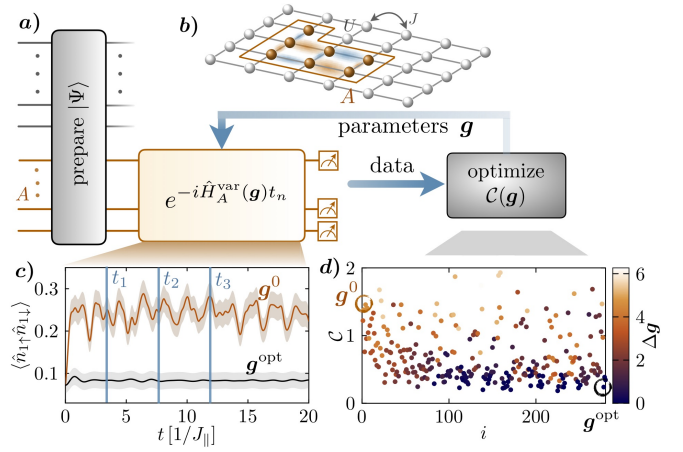 a)
prepare |Ψ⟩
A
b)
U
J
A
parameters g
e^{-iĤ_A^{var}(g)t_n}
data
optimize
C(g)
c)
⟨n̂_{1↑}n̂_{1↓}⟩
0.3
0.2
0.1
t_1
t_2
t_3
g^0
g^{opt}
0
5
10
15
20
t [1/J_∥]
d)
C
2
1
0
g^0
0
100
200
i
g^{opt}
6
4
2
0
Δg